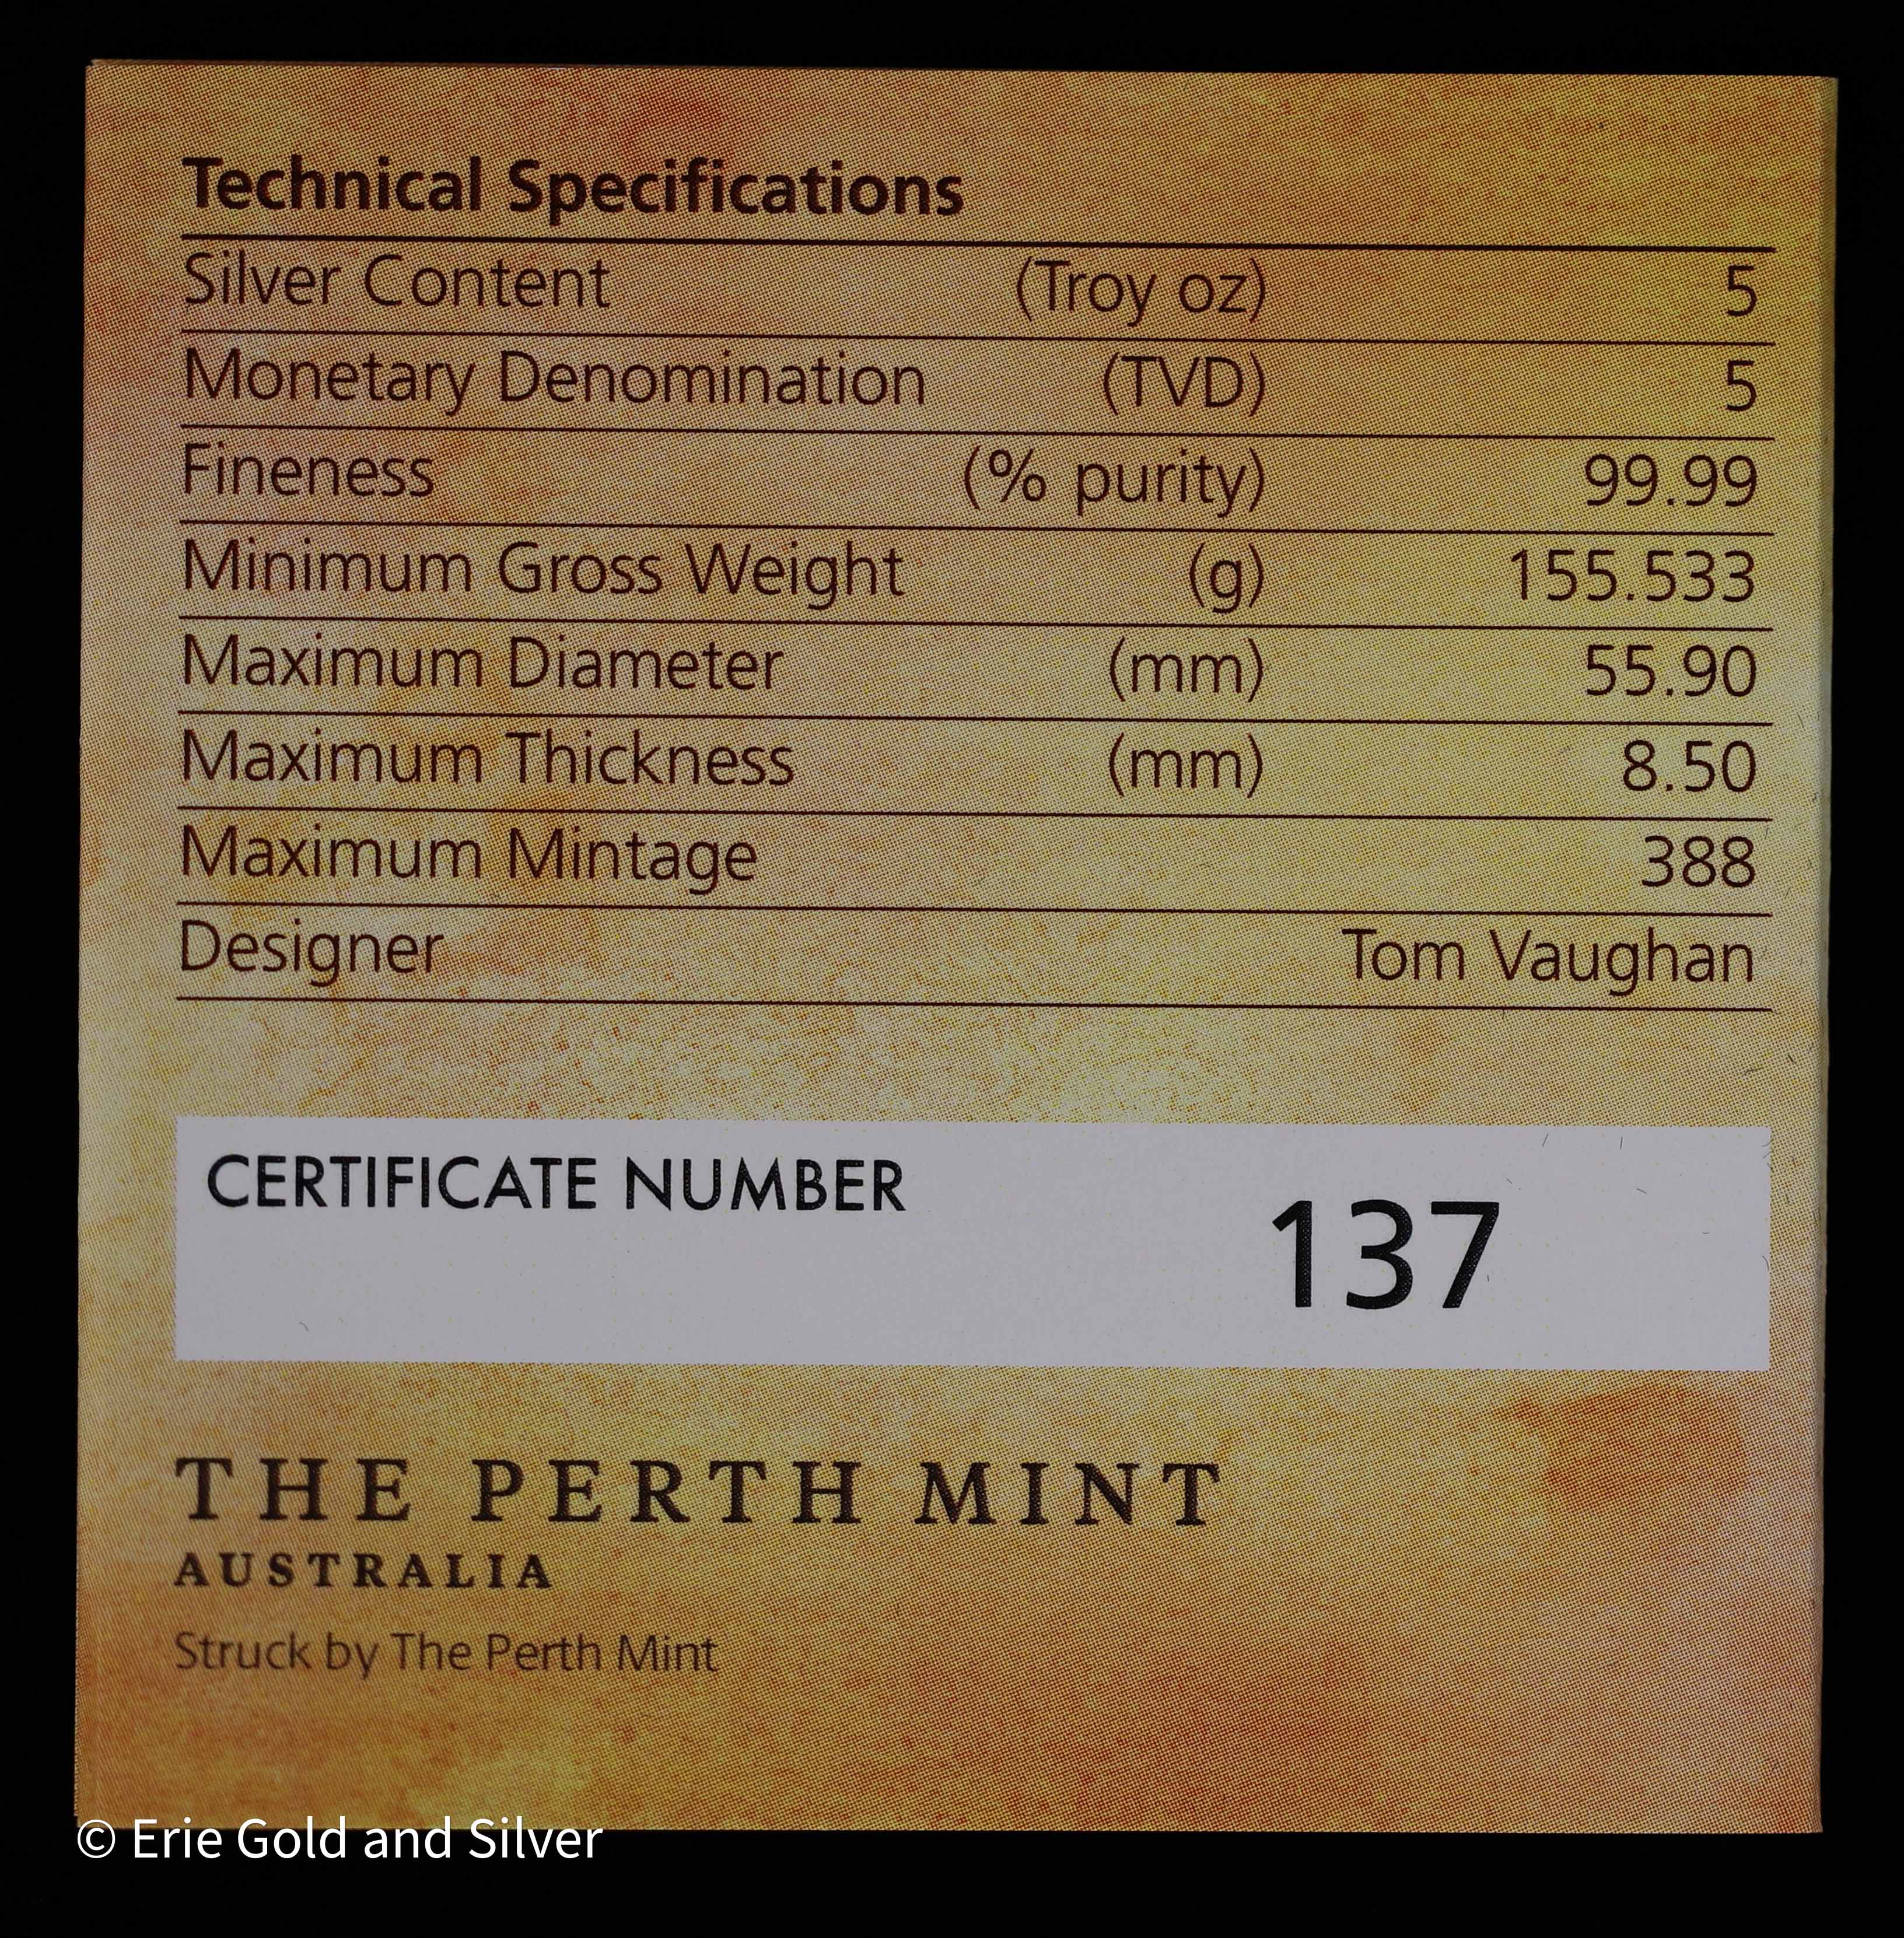 Technical Specifications
Silver Content (Troy oz) 5
Monetary Denomination (TVD) 5
Fineness (% purity) 99.99
Minimum Gross Weight (g) 155.533
Maximum Diameter (mm) 55.90
Maximum Thickness (mm) 8.50
Maximum Mintage 388
Designer Tom Vaughan
CERTIFICATE NUMBER 137
THE PERTH MINT
AUSTRALIA
Struck by The Perth Mint
© Erie Gold and Silver